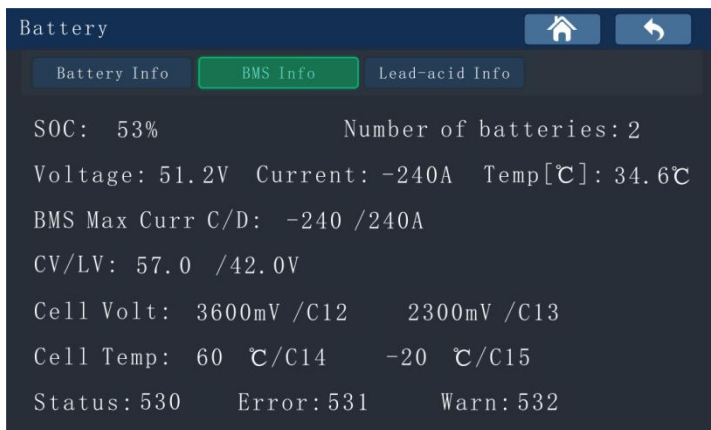 Battery
Battery Info BMS Info Lead-acid Info
SOC: 53% Number of batteries: 2
Voltage: 51.2V Current: -240A Temp[℃]: 34.6℃
BMS Max Curr C/D: -240 /240A
CV/LV: 57.0 /42.0V
Cell Volt: 3600mV /C12 2300mV /C13
Cell Temp: 60 ℃/C14 -20 ℃/C15
Status: 530 Error: 531 Warn: 532